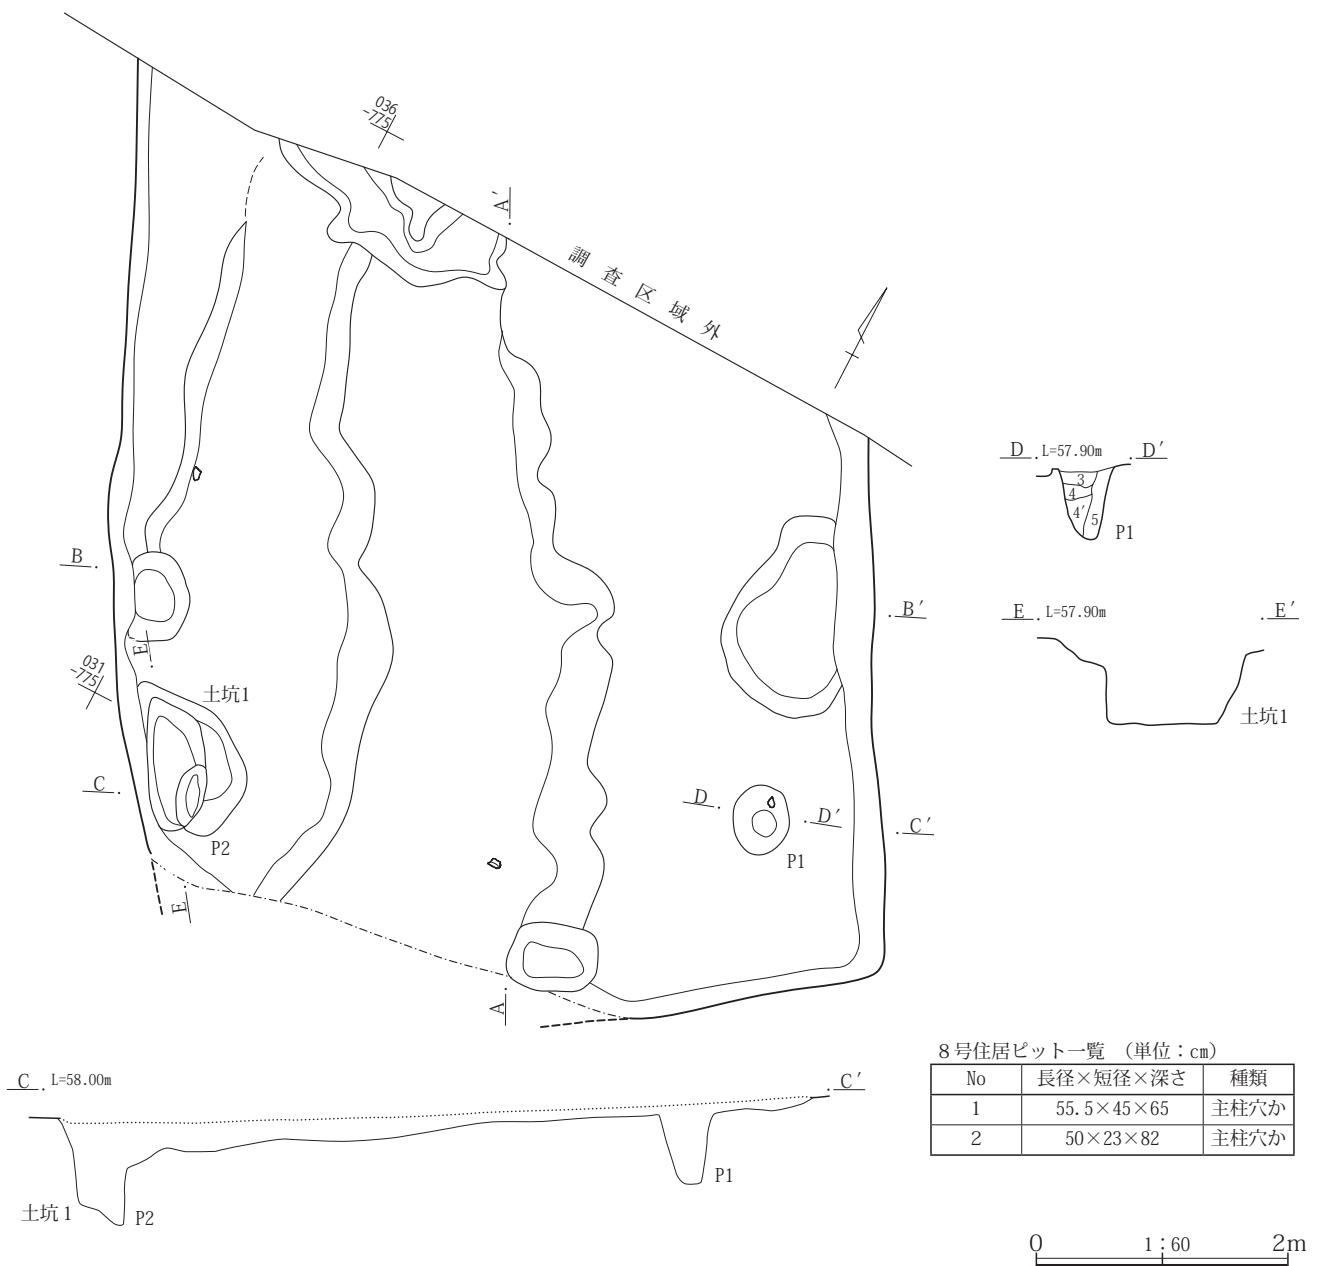 036
-775
A′
調査区域外
B
B′
E
031
-775
土坑1
C
C′
P2
E
D
D′
P1
A
D L=57.90m D′
3
4
4′
5
P1
E L=57.90m E′
土坑1
C L=58.00m C′
土坑1
P2
P1
8号住居ピット一覧 （単位：cm）
No 長径×短径×深さ 種類
1 55.5×45×65 主柱穴か
2 50×23×82 主柱穴か
0 1：60 2m